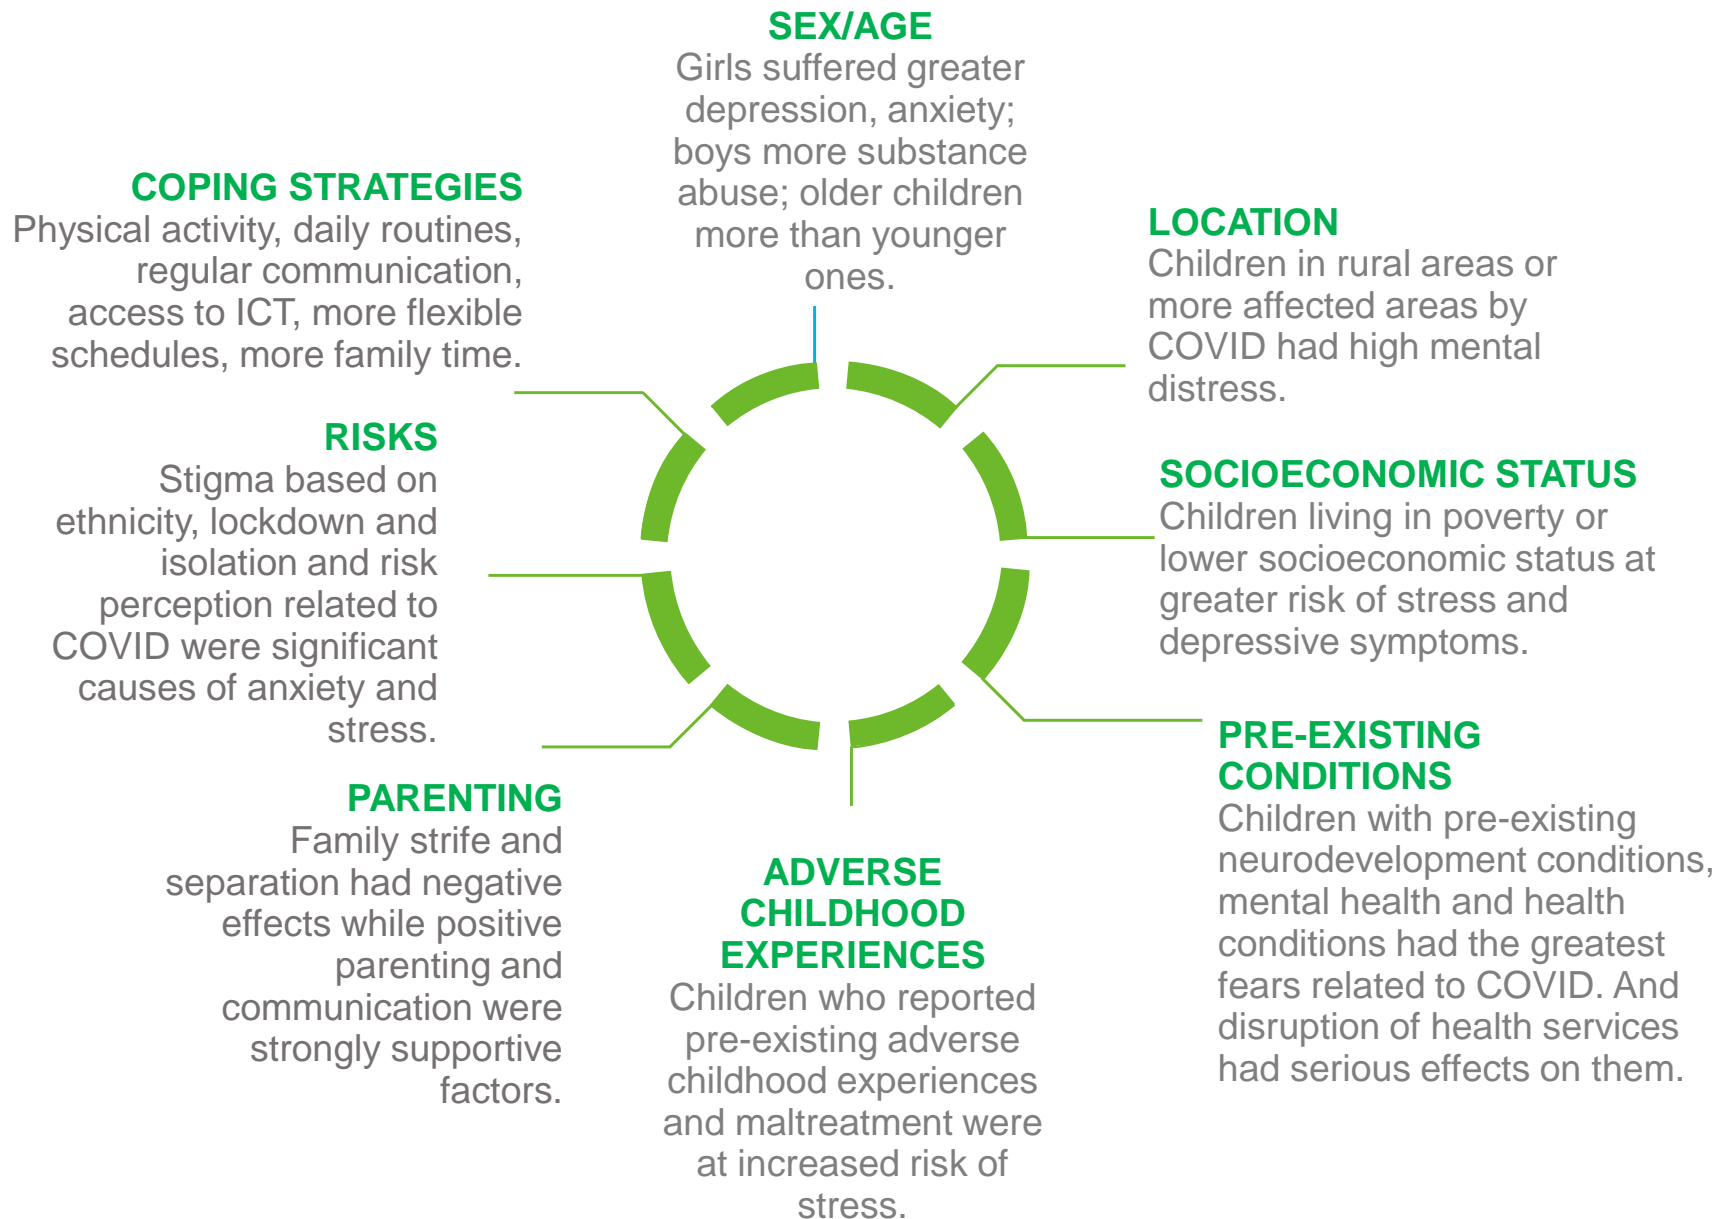 SEX/AGE
Girls suffered greater
depression, anxiety;
boys more substance
abuse; older children
more than younger
ones.
LOCATION
Children in rural areas or
more affected areas by
COVID had high mental
distress.
SOCIOECONOMIC STATUS
Children living in poverty or
lower socioeconomic status at
greater risk of stress and
depressive symptoms.
PRE-EXISTING
CONDITIONS
Children with pre-existing
neurodevelopment conditions,
mental health and health
conditions had the greatest
fears related to COVID. And
disruption of health services
had serious effects on them.
ADVERSE
CHILDHOOD
EXPERIENCES
Children who reported
pre-existing adverse
childhood experiences
and maltreatment were
at increased risk of
stress.
PARENTING
Family strife and
separation had negative
effects while positive
parenting and
communication were
strongly supportive
factors.
RISKS
Stigma based on
ethnicity, lockdown and
isolation and risk
perception related to
COVID were significant
causes of anxiety and
stress.
COPING STRATEGIES
Physical activity, daily routines,
regular communication,
access to ICT, more flexible
schedules, more family time.